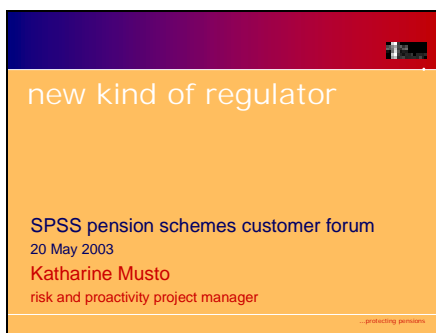 new kind of regulator
SPSS pension schemes customer forum
20 May 2003
Katharine Musto
risk and proactivity project manager
...protecting pensions